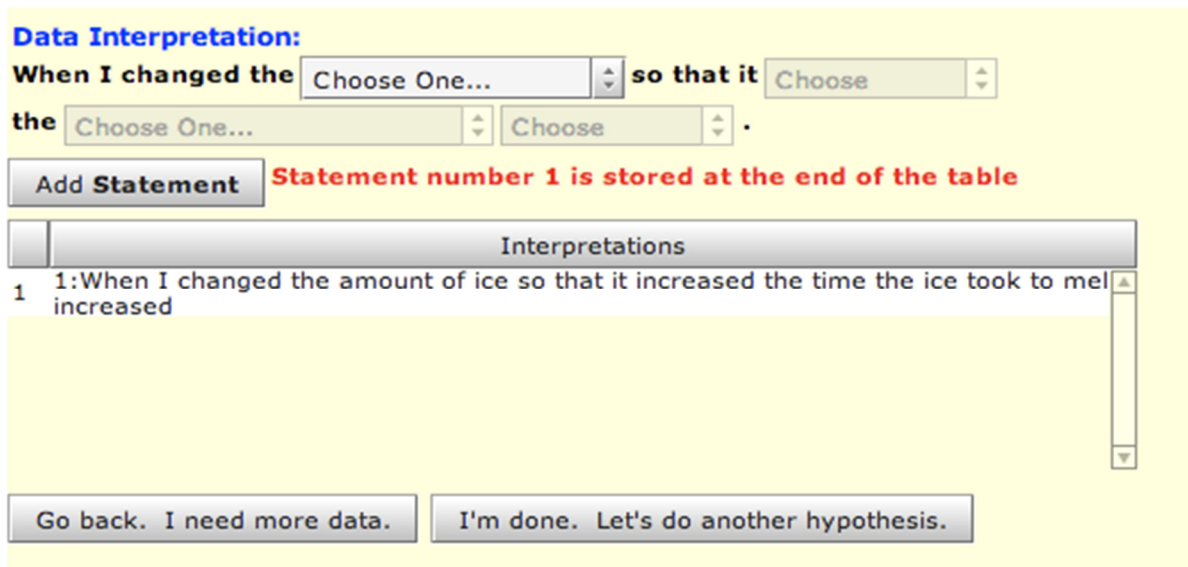 Data Interpretation:
When I changed the Choose One... so that it Choose
the Choose One... Choose .
Add Statement Statement number 1 is stored at the end of the table
Interpretations
1 1:When I changed the amount of ice so that it increased the time the ice took to mel
increased
Go back. I need more data. I'm done. Let's do another hypothesis.